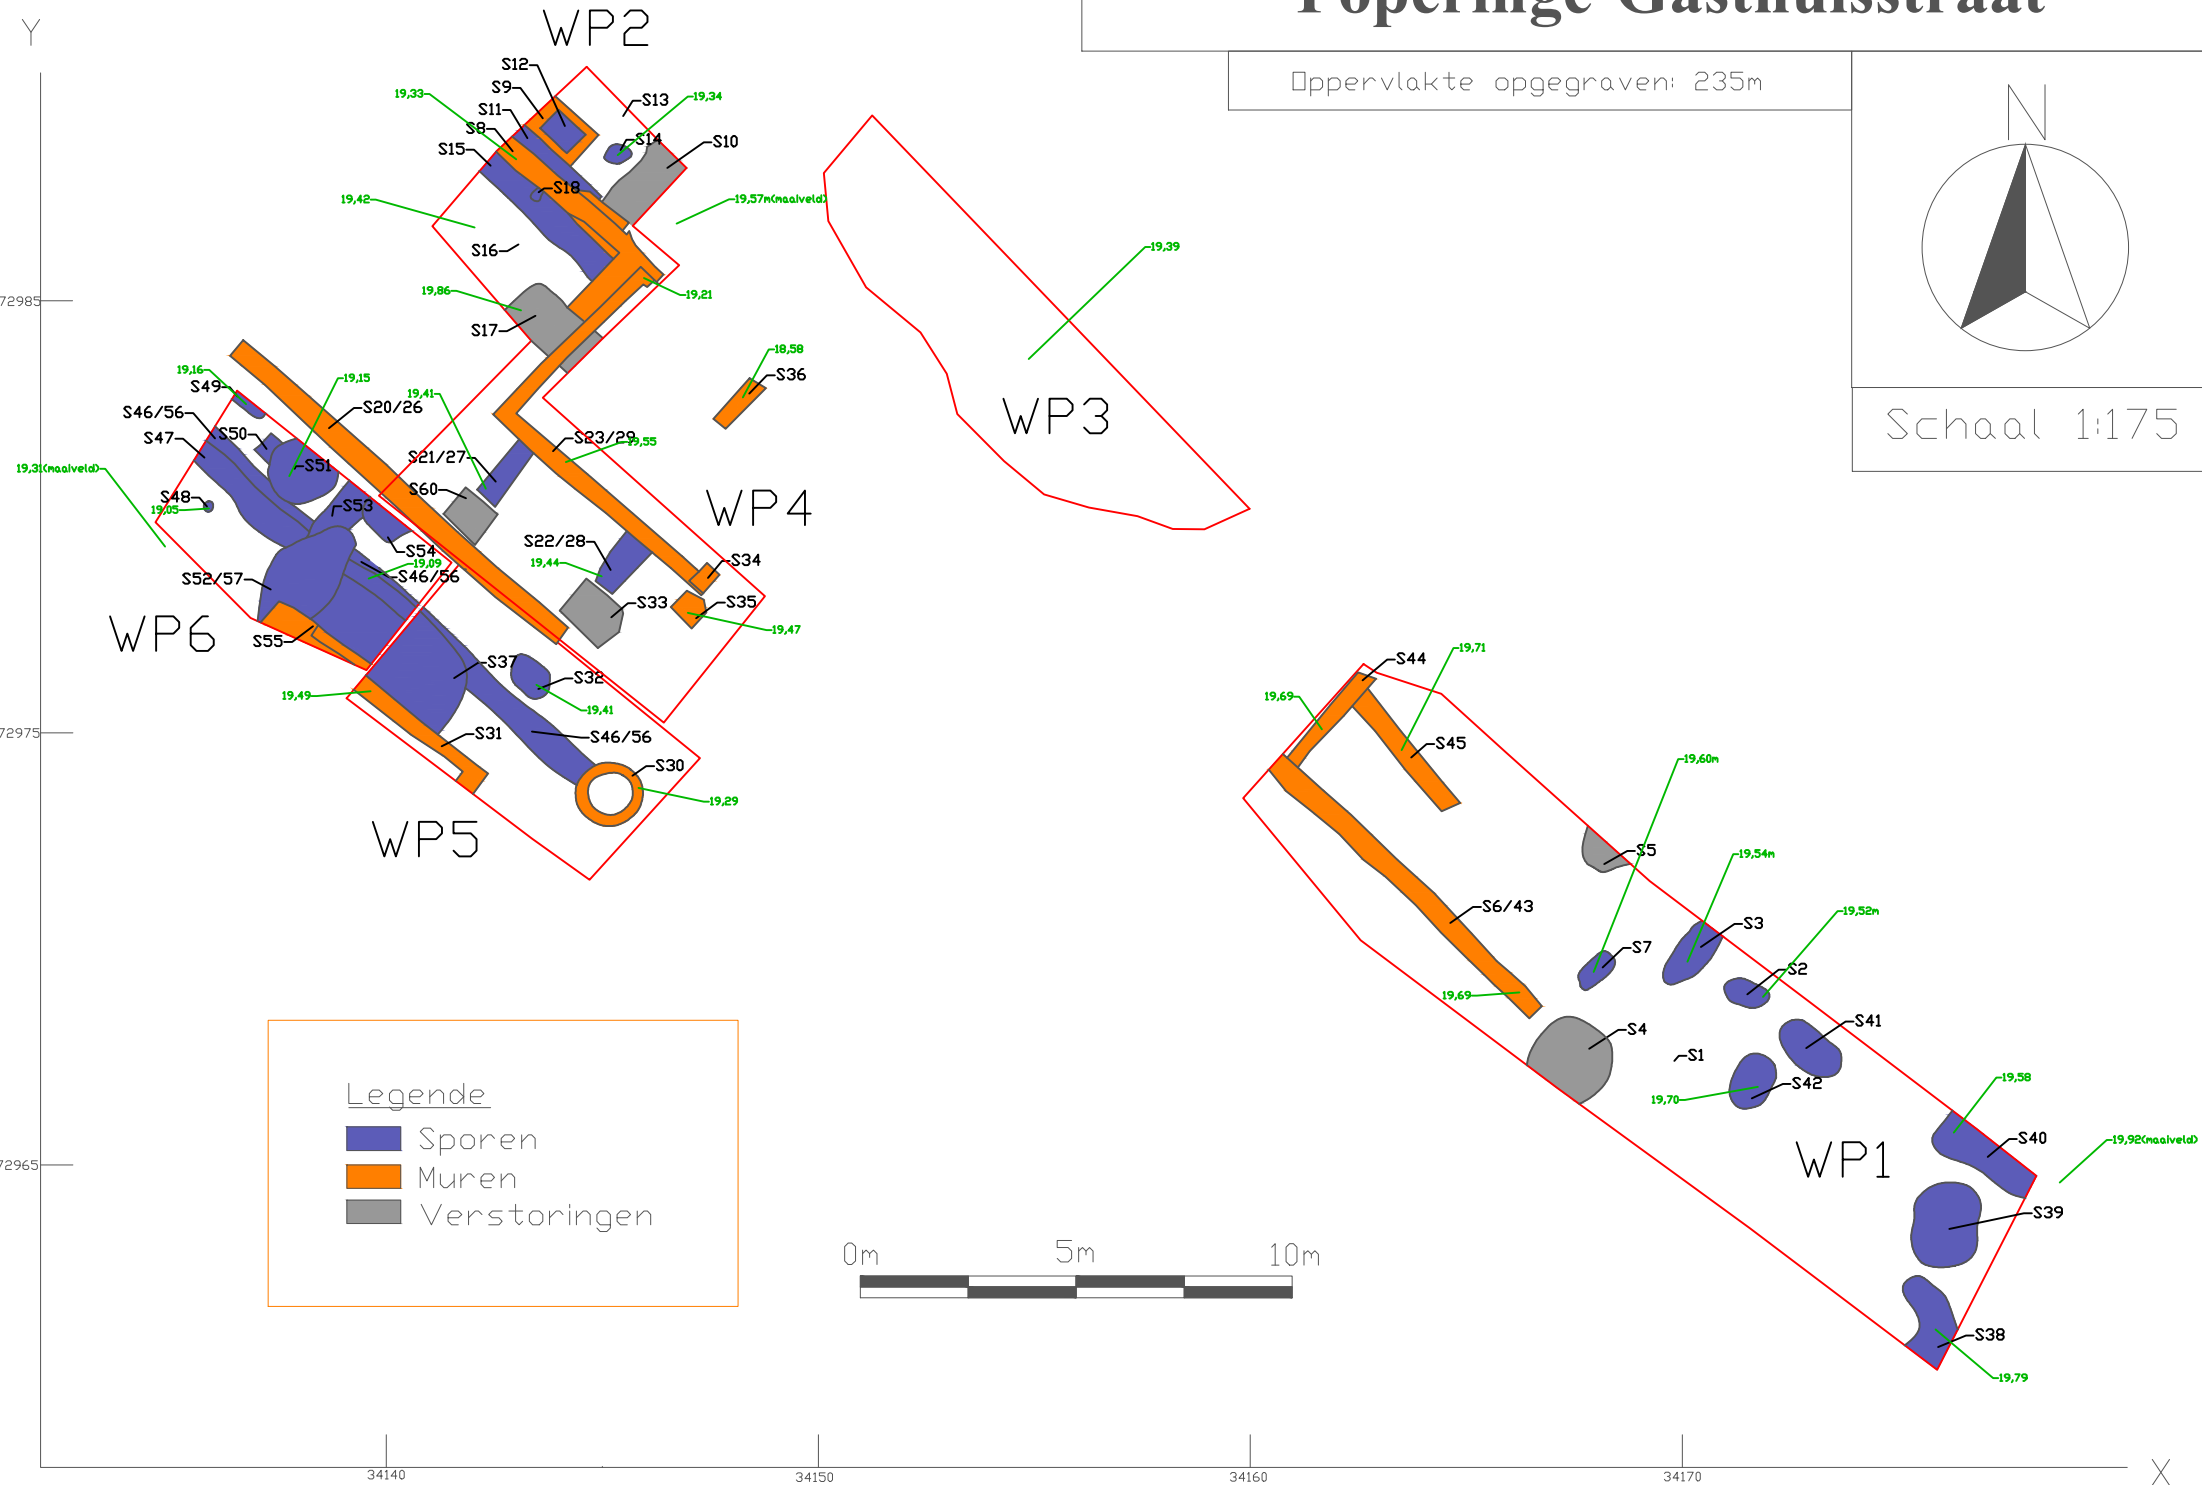 Poperinge Gasthuisstraat
Oppervlakte opgegraven: 235m
N
Schaal 1:175
Y
WP2
S12
S9
S11
S8
S15
19,33
S13
19,34
S14
S10
S18
19,42
19,57m(maaiveld)
S16
19,86
S17
19,21
72985
19,39
WP3
18,58
S36
19,16
S49
19,15
19,41
S20/26
S46/56
S47
S50
S51
S23/29
19,55
S21/27
S60
19,31(maaiveld)
S48
19,05
S53
WP4
S54
19,09
S46/56
S22/28
19,44
S34
S52/57
S33
S35
19,47
WP6
S55
S37
S32
19,49
19,41
S31
S46/56
S30
19,29
72975
WP5
S44
19,71
19,69
S45
19,60m
S5
19,54m
S6/43
S7
S3
19,52m
S2
19,69
S4
S1
S41
S42
19,70
19,58
WP1
S40
19,92(maaiveld)
S39
S38
19,79
72965
Legende
Sporen
Muren
Verstoringen
0m 5m 10m
34140 34150 34160 34170
X